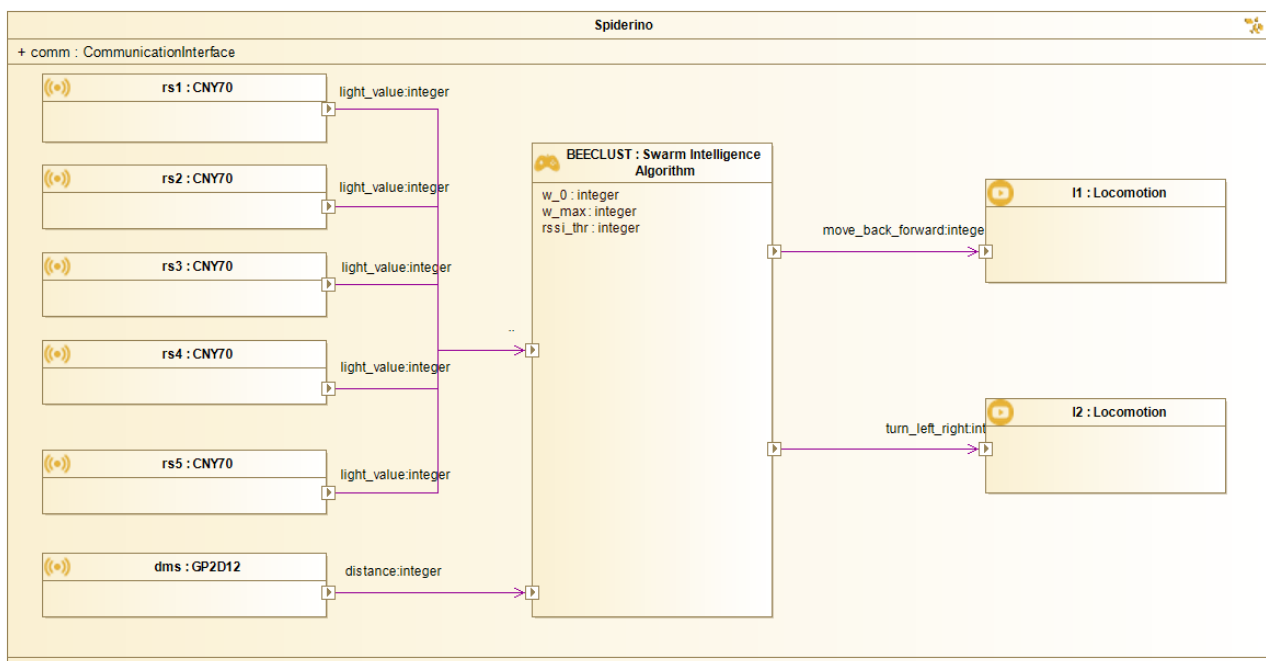 Spiderino
+ comm : CommunicationInterface
rs1 : CNY70
light_value:integer
rs2 : CNY70
light_value:integer
rs3 : CNY70
light_value:integer
rs4 : CNY70
light_value:integer
rs5 : CNY70
light_value:integer
dms : GP2D12
distance:integer
..
BEECLUST : Swarm Intelligence
Algorithm
w_0 : integer
w_max : integer
rssi_thr : integer
move_back_forward:intege
l1 : Locomotion
turn_left_right:int
l2 : Locomotion